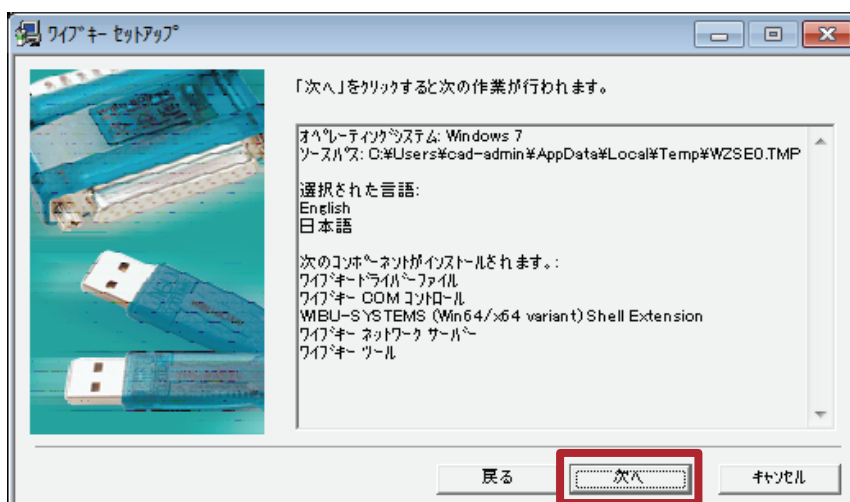 ﾜｲﾌﾞｷｰ ｾｯﾄｱｯﾌﾟ
｢次へ｣をｸﾘｯｸすると次の作業が行われます。
ｵﾍﾟﾚｰﾃｨﾝｸﾞｼｽﾃﾑ: Windows 7
ｿｰｽﾊﾟｽ: C:¥Users¥cad-admin¥AppData¥Local¥Temp¥WZSE0.TMP
選択された言語:
English
日本語
次のｺﾝﾎﾟｰﾈﾝﾄがｲﾝｽﾄｰﾙされます。:
ﾜｲﾌﾞｷｰﾄﾞﾗｲﾊﾞｰﾌｧｲﾙ
ﾜｲﾌﾞｷｰ COM ｺﾝﾄﾛｰﾙ
WIBU-SYSTEMS (Win64/x64 variant) Shell Extension
ﾜｲﾌﾞｷｰ ﾈｯﾄﾜｰｸ ｻｰﾊﾞｰ
ﾜｲﾌﾞｷｰ ﾂｰﾙ
戻る 次へ ｷｬﾝｾﾙ